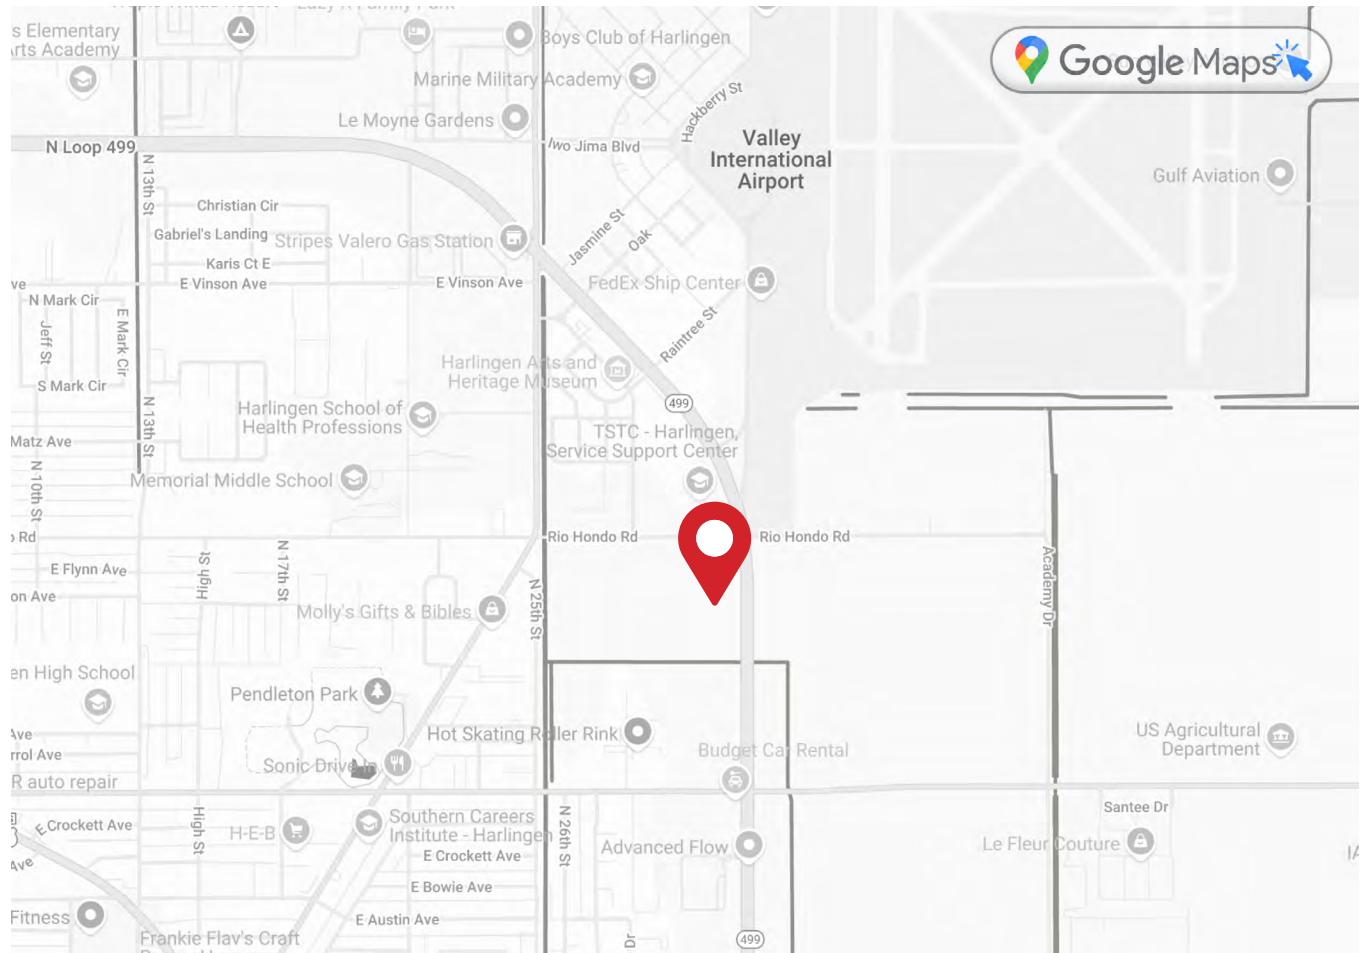 s Elementary
Arts Academy
Lazy R Family Park
Boys Club of Harlingen
Marine Military Academy
Le Moyne Gardens
Google Maps
Hackberry St
Iwo Jima Blvd
Valley
International
Airport
Gulf Aviation
N Loop 499
N 13th St
Christian Cir
Gabriel's Landing
Stripes Valero Gas Station
Jasmine St
Oak
Karis Ct E
E Vinson Ave
E Vinson Ave
FedEx Ship Center
ve
N Mark Cir
Jeff St
E Mark Cir
S Mark Cir
Raintree St
Harlingen Arts and
Heritage Museum
499
Harlingen School of
Health Professions
N 13th St
TSTC - Harlingen,
Service Support Center
Matz Ave
N 10th St
Memorial Middle School
o Rd
Rio Hondo Rd
Rio Hondo Rd
E Flynn Ave
High St
N 17th St
on Ave
Molly's Gifts & Bibles
N 25th St
Academy Dr
en High School
Pendleton Park
Hot Skating Roller Rink
Budget Car Rental
US Agricultural
Department
Ave
rrol Ave
R auto repair
Sonic Drive-In
High St
E Crockett Ave
H-E-B
Southern Careers
Institute - Harlingen
N 26th St
Advanced Flow
Santee Dr
Le Fleur Couture
IA
Ave
E Crockett Ave
E Bowie Ave
E Austin Ave
Fitness
Frankie Flav's Craft
Dr
499